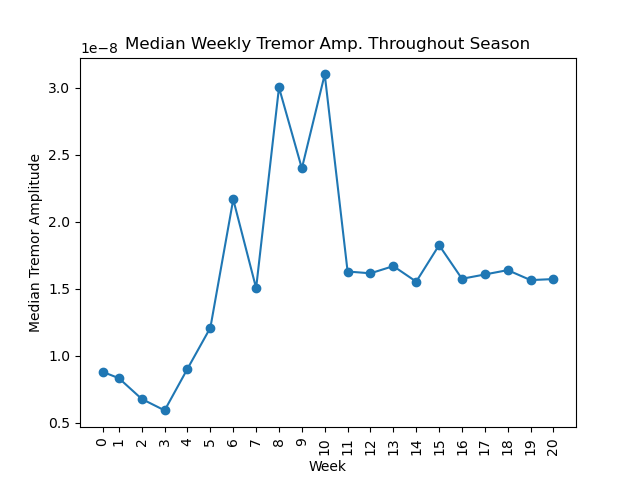 1e−8
Median Weekly Tremor Amp. Throughout Season
Median Tremor Amplitude
3.0
2.5
2.0
1.5
1.0
0.5
0 1 2 3 4 5 6 7 8 9 10 11 12 13 14 15 16 17 18 19 20
Week